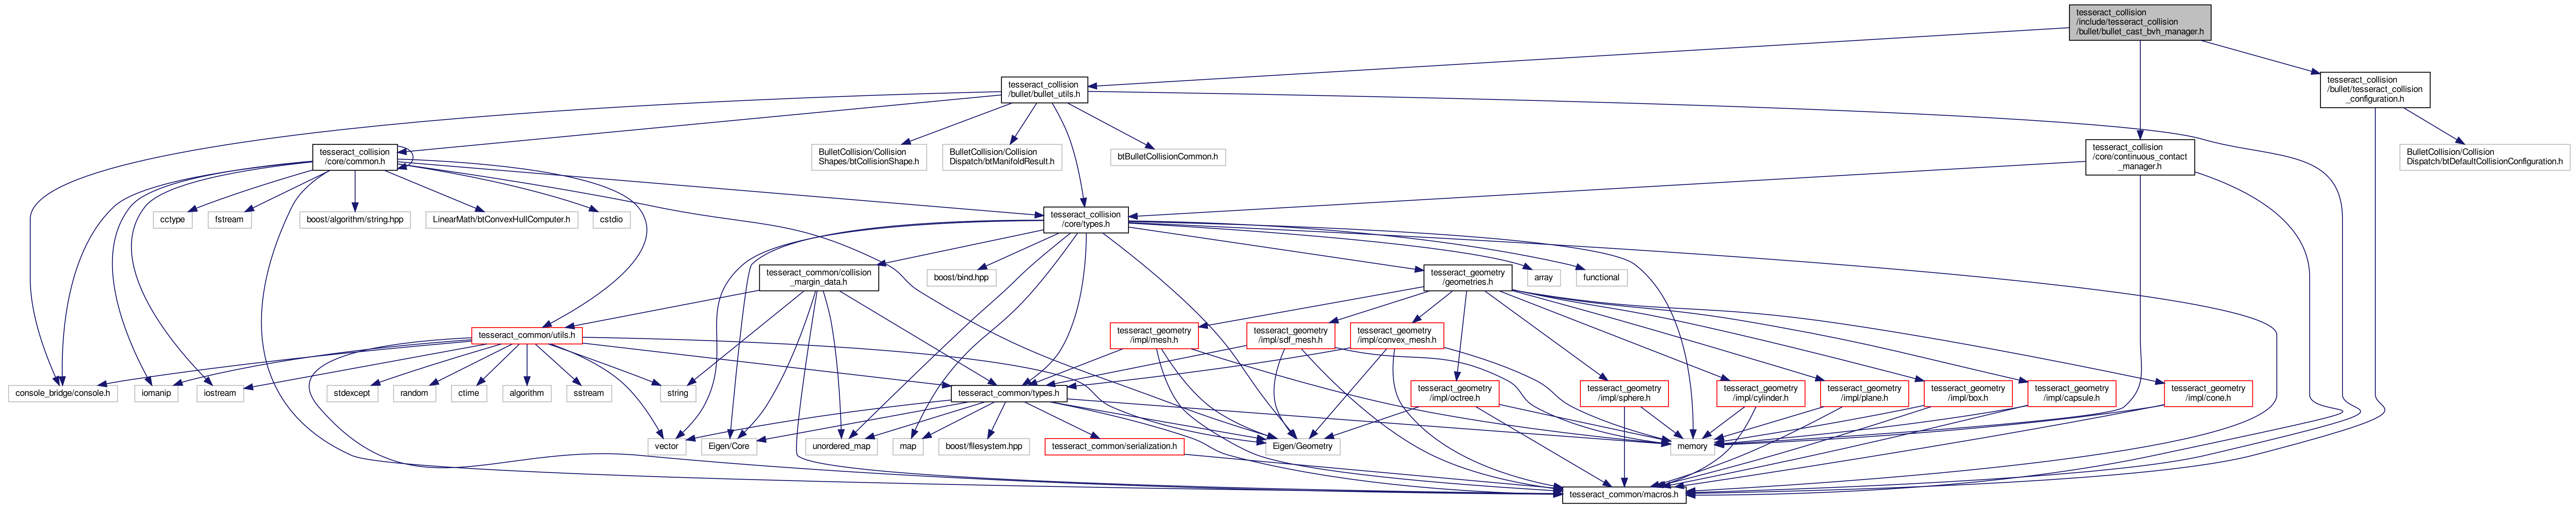 tesseract_collision
/include/tesseract_collision
/bullet/bullet_cast_bvh_manager.h
tesseract_collision
/bullet/bullet_utils.h
tesseract_collision
/bullet/tesseract_collision
_configuration.h
tesseract_collision
/core/common.h
BulletCollision/Collision
Shapes/btCollisionShape.h
BulletCollision/Collision
Dispatch/btManifoldResult.h
btBulletCollisionCommon.h
tesseract_collision
/core/continuous_contact
_manager.h
BulletCollision/Collision
Dispatch/btDefaultCollisionConfiguration.h
cctype
fstream
boost/algorithm/string.hpp
LinearMath/btConvexHullComputer.h
cstdio
tesseract_collision
/core/types.h
tesseract_common/collision
_margin_data.h
boost/bind.hpp
tesseract_geometry
/geometries.h
array
functional
tesseract_common/utils.h
tesseract_geometry
/impl/mesh.h
tesseract_geometry
/impl/sdf_mesh.h
tesseract_geometry
/impl/convex_mesh.h
console_bridge/console.h
iomanip
iostream
stdexcept
random
ctime
algorithm
sstream
string
tesseract_common/types.h
tesseract_geometry
/impl/octree.h
tesseract_geometry
/impl/sphere.h
tesseract_geometry
/impl/cylinder.h
tesseract_geometry
/impl/plane.h
tesseract_geometry
/impl/box.h
tesseract_geometry
/impl/capsule.h
tesseract_geometry
/impl/cone.h
vector
Eigen/Core
unordered_map
map
boost/filesystem.hpp
tesseract_common/serialization.h
Eigen/Geometry
memory
tesseract_common/macros.h